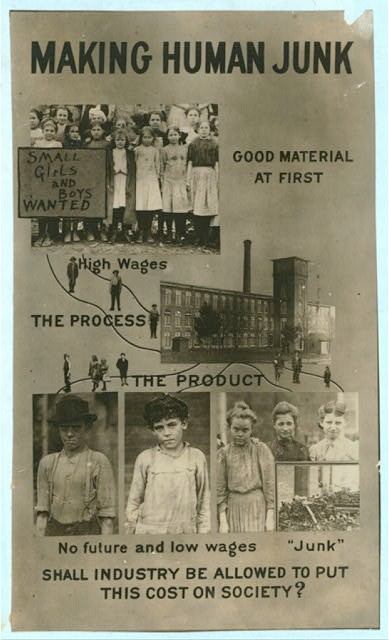 MAKING HUMAN JUNK
SMALL
GIrLs
AND
BOYS
WANTED
GOOD MATERIAL
AT FIRST
High Wages
THE PROCESS
THE PRODUCT
No future and low wages
"Junk"
SHALL INDUSTRY BE ALLOWED TO PUT
THIS COST ON SOCIETY?